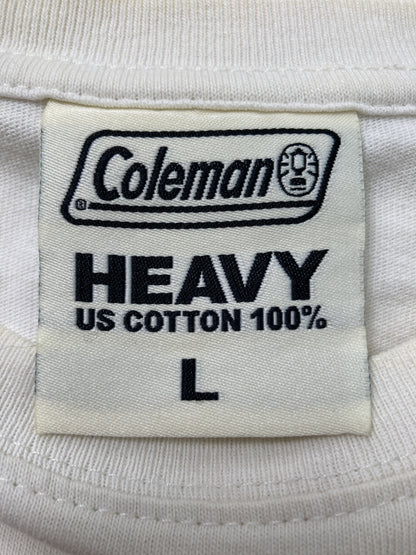 Coleman
®
HEAVY
US COTTON 100%
L